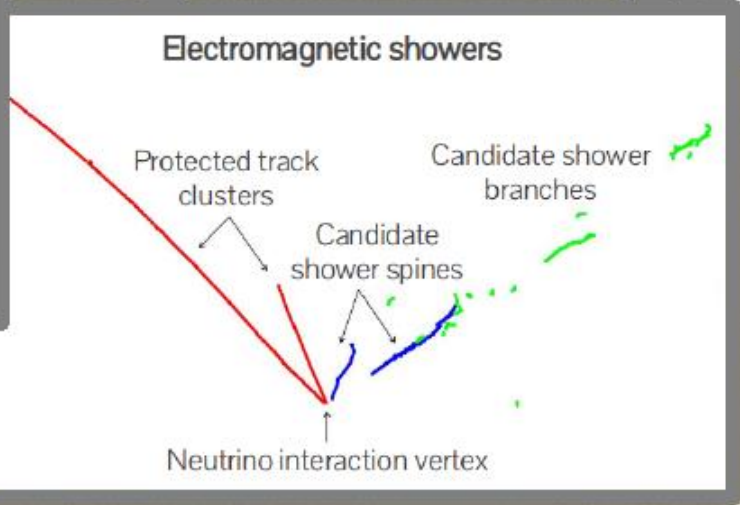 Electromagnetic showers
Protected track
clusters
Candidate shower
branches
Candidate
shower spines
Neutrino interaction vertex